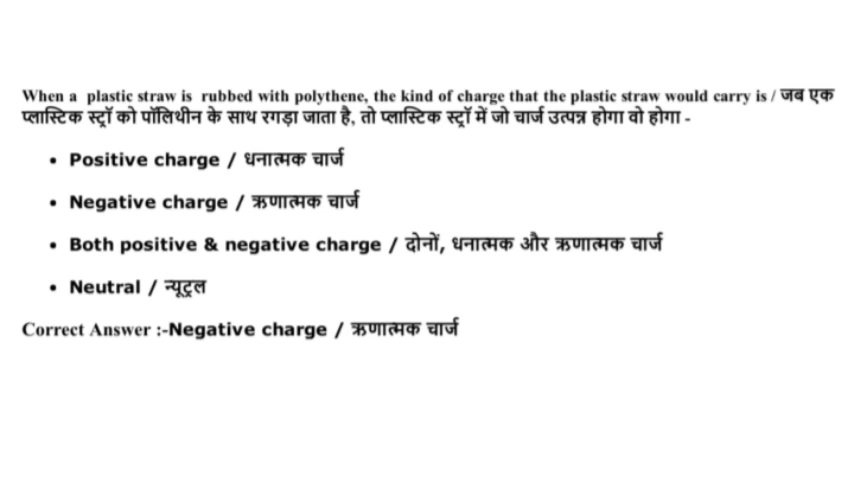 When a plastic straw is rubbed with polythene, the kind of charge that the plastic straw would carry is / जब एक
प्लास्टिक स्ट्रॉ को पॉलिथीन के साथ रगड़ा जाता है, तो प्लास्टिक स्ट्रॉ में जो चार्ज उत्पन्न होगा वो होगा -
• Positive charge / धनात्मक चार्ज
• Negative charge / ऋणात्मक चार्ज
• Both positive & negative charge / दोनों, धनात्मक और ऋणात्मक चार्ज
• Neutral / न्यूट्रल
Correct Answer :-Negative charge / ऋणात्मक चार्ज